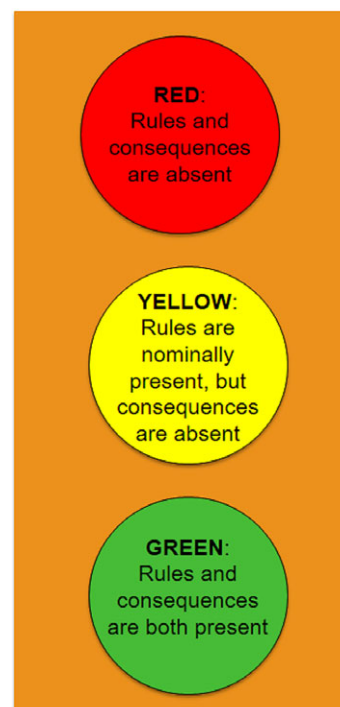 RED:
Rules and
consequences
are absent
YELLOW:
Rules are
nominally
present, but
consequences
are absent
GREEN:
Rules and
consequences
are both present